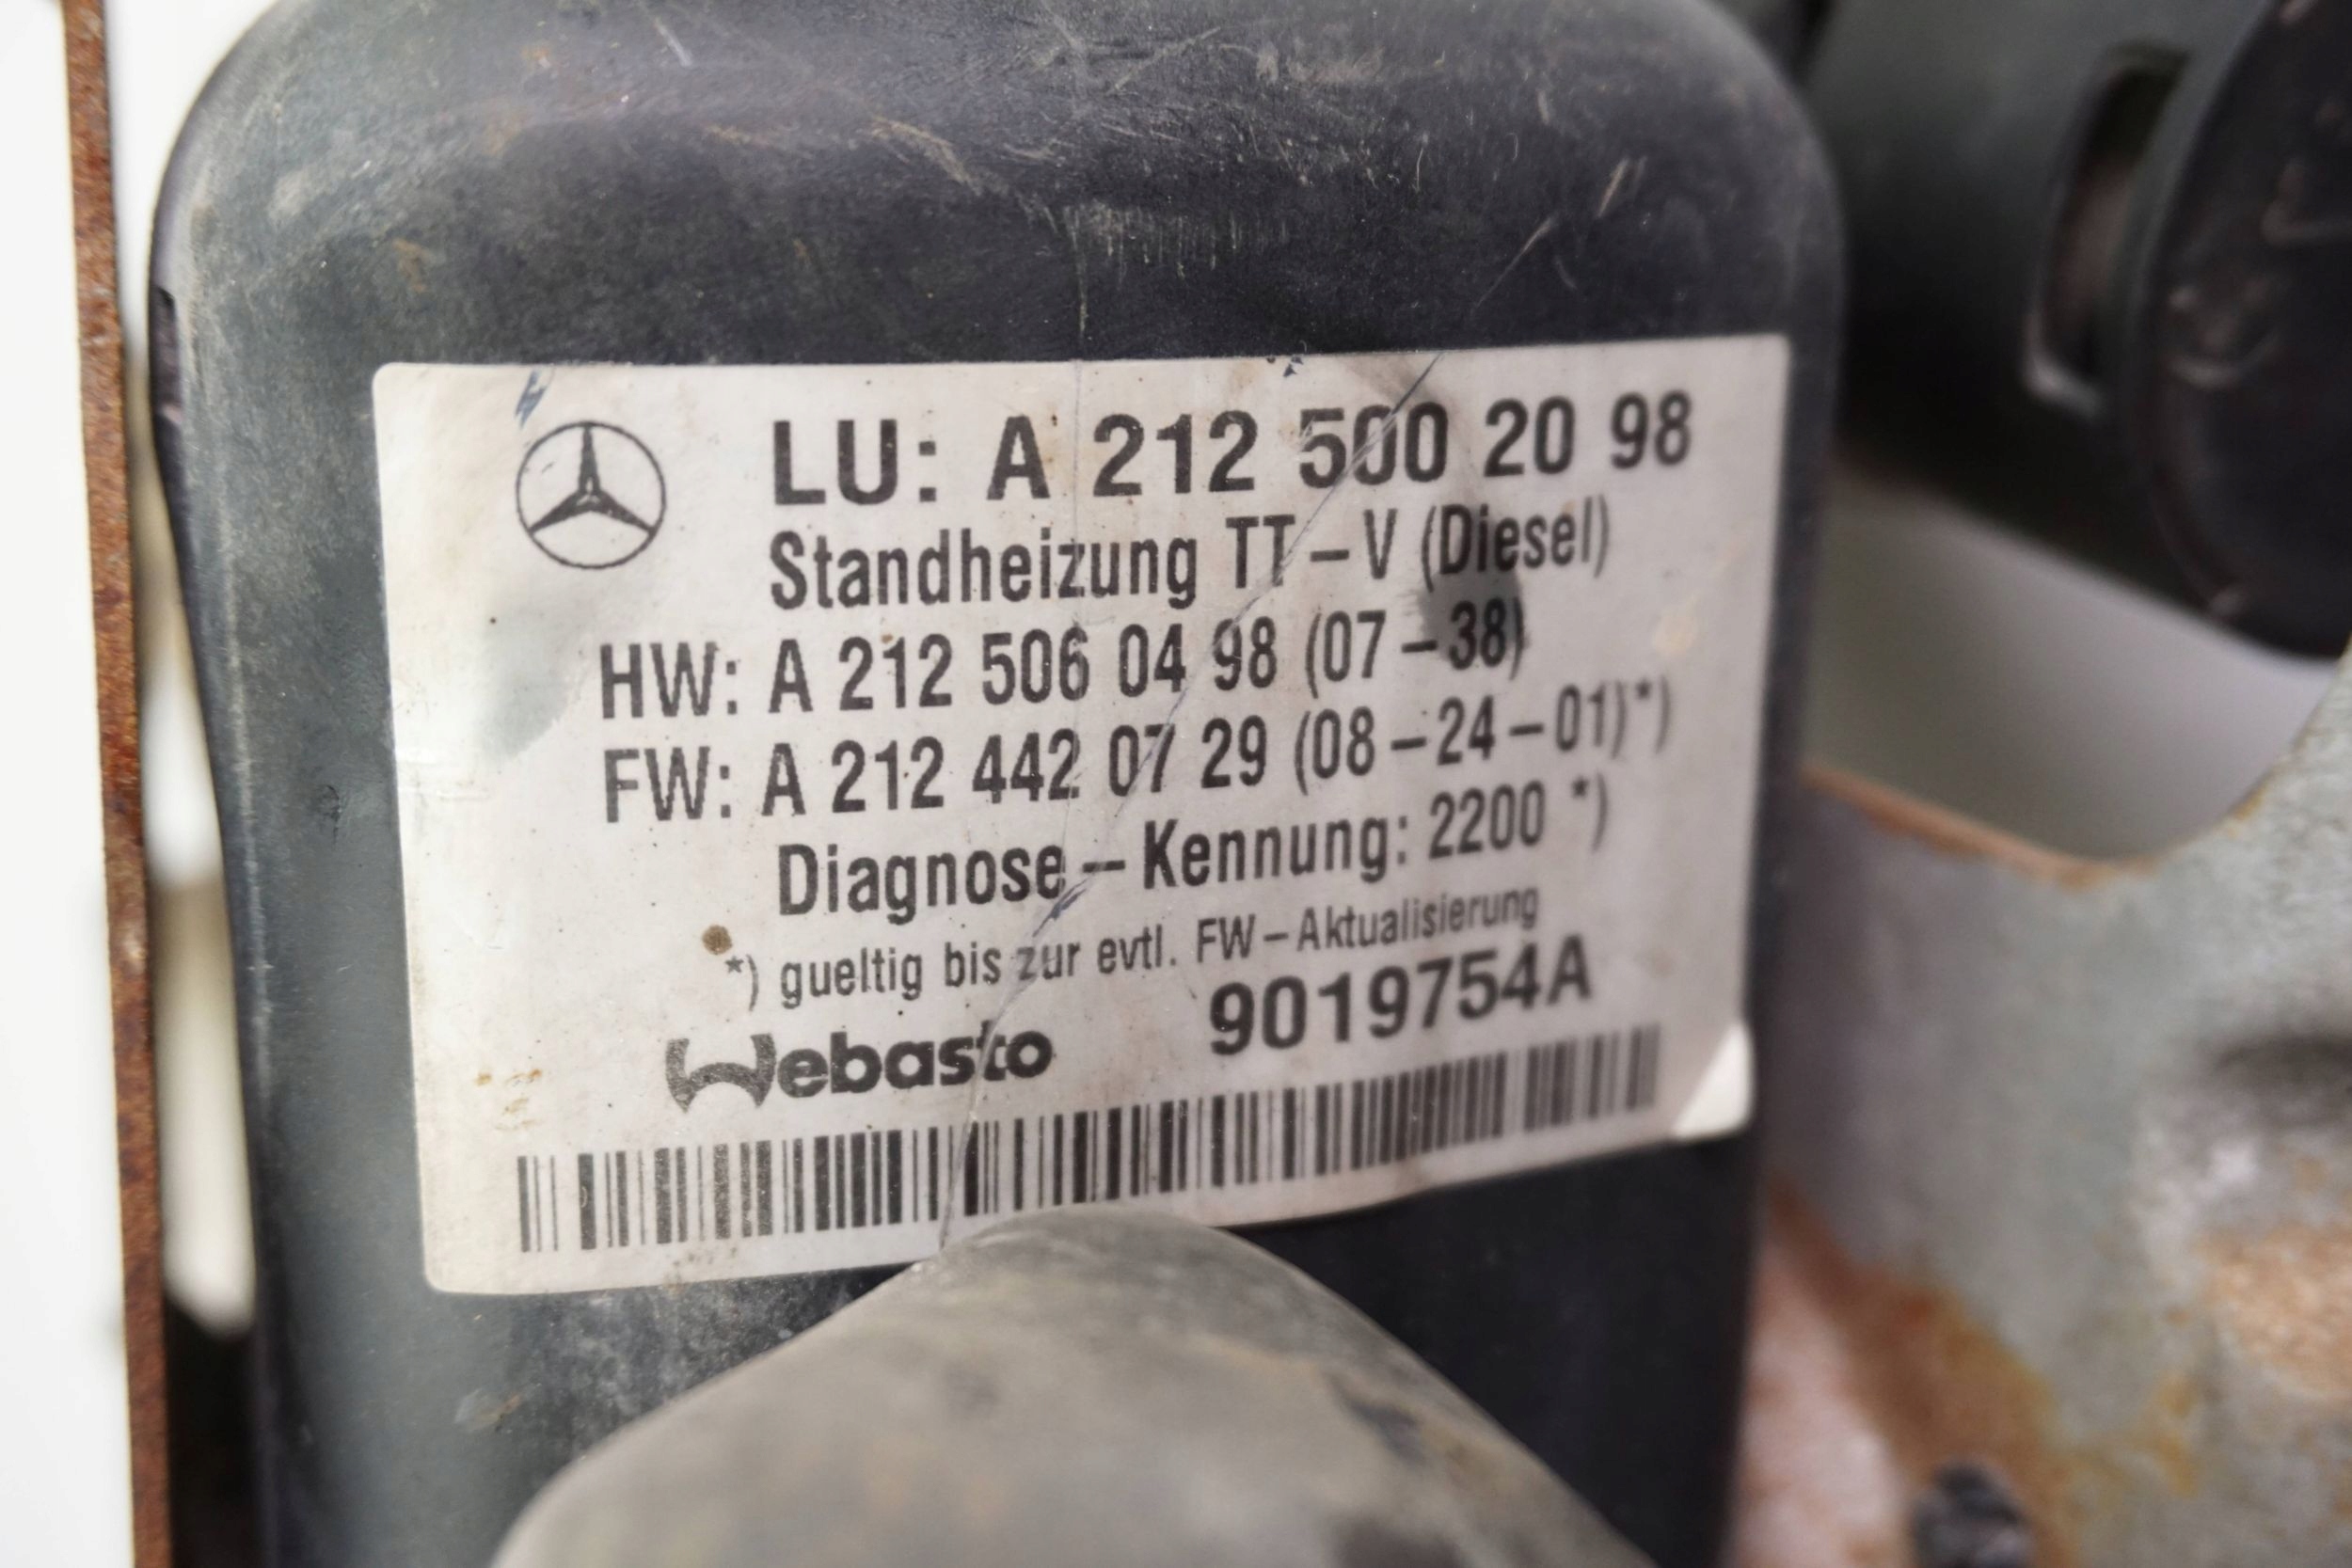 LU: A 212 500 20 98
Standheizung TT – V (Diesel)
HW: A 212 506 04 98 (07 – 38)
FW: A 212 442 07 29 (08 – 24 – 01)*)
Diagnose – Kennung: 2200 *)
*) gueltig bis zur evtl. FW – Aktualisierung
Webasto 9019754A